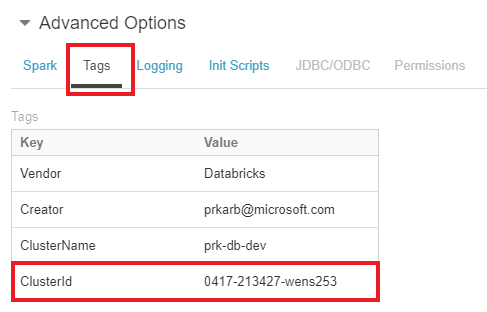 Advanced Options
Spark Tags Logging Init Scripts JDBC/ODBC Permissions
Tags
Key Value
Vendor Databricks
Creator prkarb@microsoft.com
ClusterName prk-db-dev
ClusterId 0417-213427-wens253